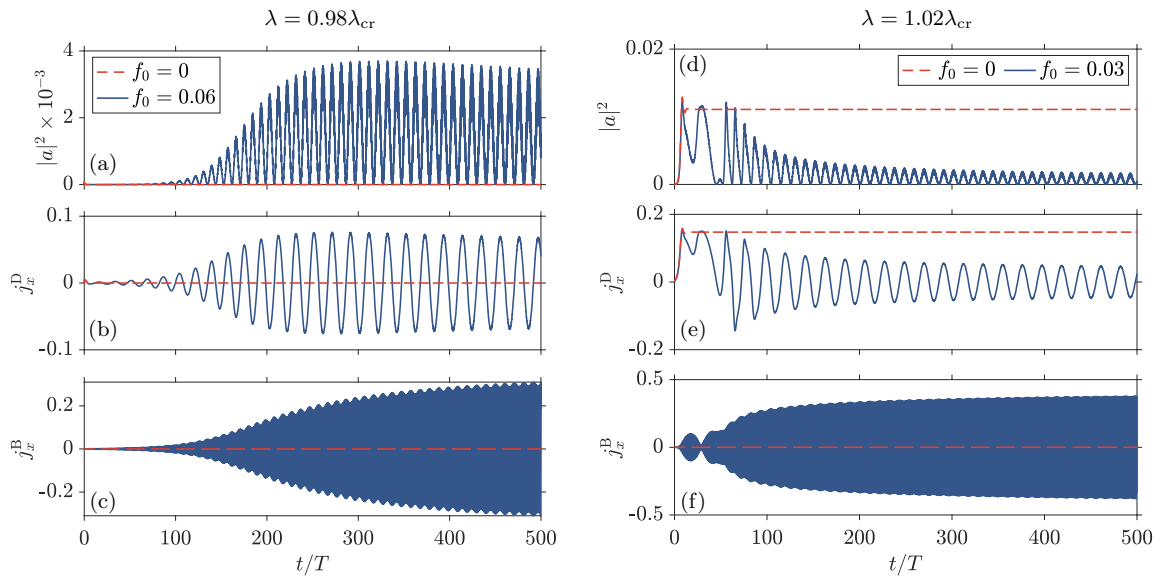 λ = 0.98λcr
|a|² × 10⁻³
4
2
0
f₀ = 0
f₀ = 0.06
(a)
jₓᴰ
0.1
0
-0.1
(b)
jₓᴮ
0.2
0
-0.2
(c)
0 100 200 300 400 500
t/T
λ = 1.02λcr
|a|²
0.02
0
(d)
f₀ = 0
f₀ = 0.03
jₓᴰ
0.2
0
-0.2
(e)
jₓᴮ
0.5
0
-0.5
(f)
0 100 200 300 400 500
t/T